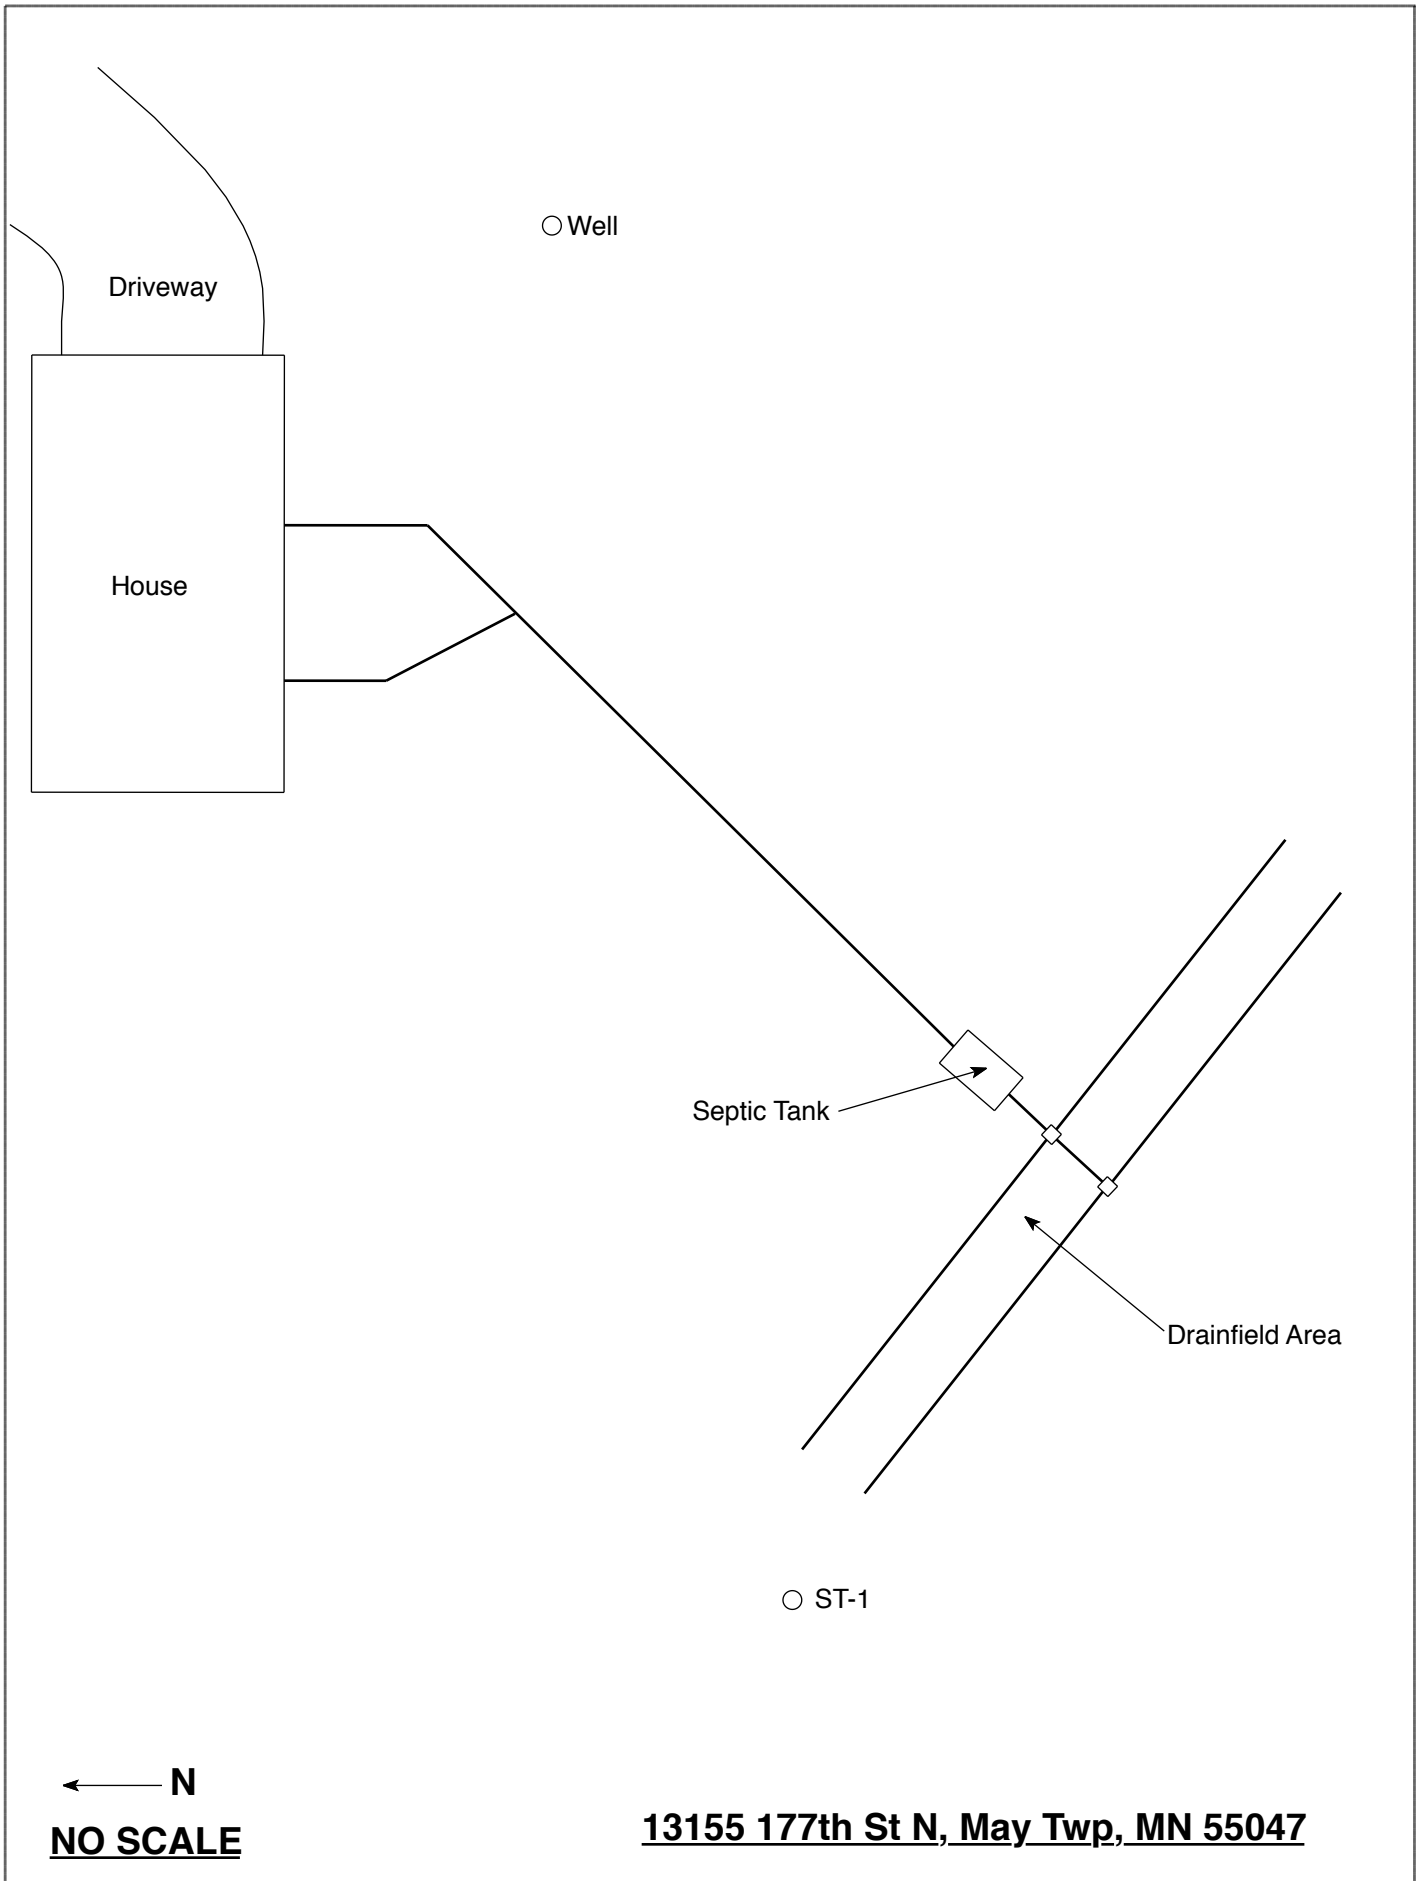 Well
Driveway
House
Septic Tank
Drainfield Area
ST-1
N
NO SCALE
13155 177th St N, May Twp, MN 55047